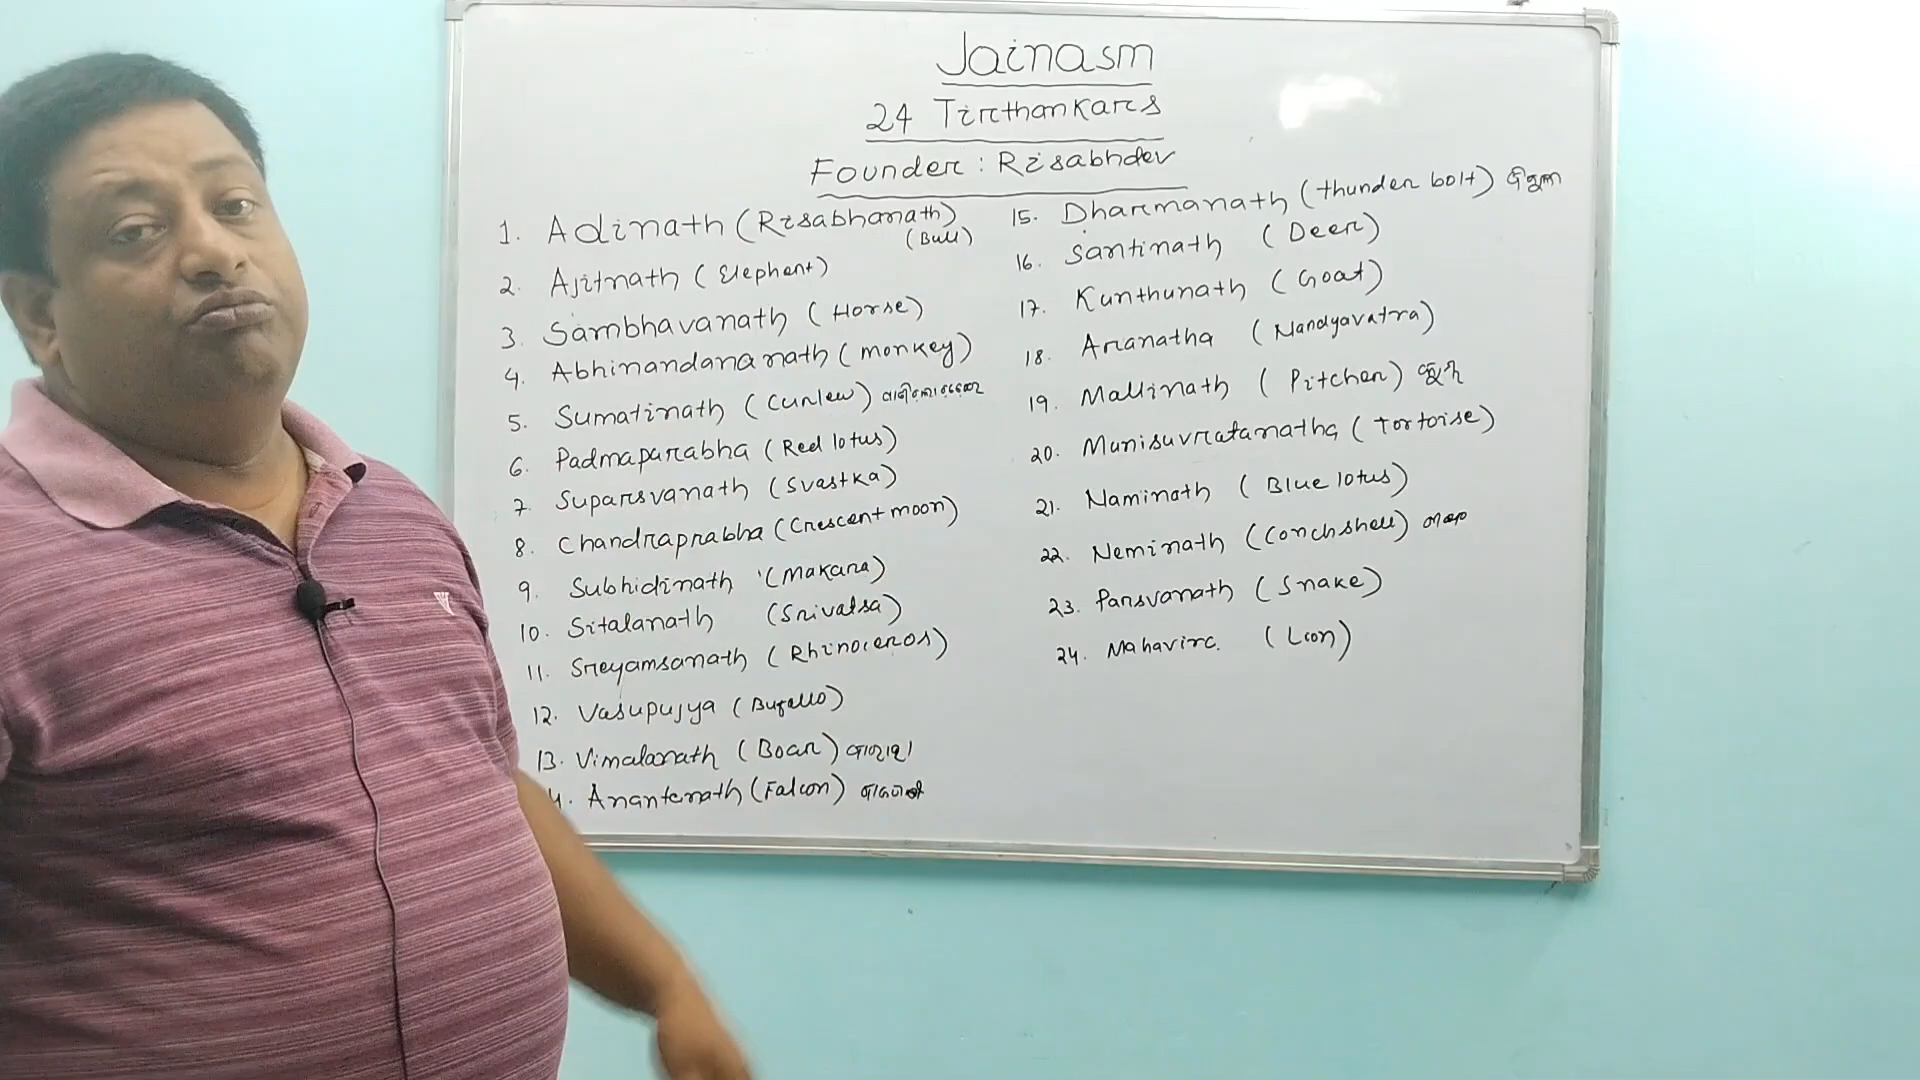 Jainasm
24 Tirthankars
Founder : Risabhdev
1. Adinath (Risabhanath)
(Bull)
2. Ajitnath (Elephant)
3. Sambhavanath (Horse)
4. Abhinandananath (monkey)
5. Sumatinath (Curlew)
6. Padmaparabha (Red lotus)
7. Suparsvanath (Svastka)
8. Chandraprabha (Crescent moon)
9. Subhidinath (Makara)
10. Sitalanath (Srivatsa)
11. Sreyamsanath (Rhinoceros)
12. Vasupujya (Bufallo)
13. Vimalanath (Boar)
Anantanath (Falcon)
15. Dharmanath (thunder bolt)
16. Santinath (Deer)
17. Kunthunath (Goat)
18. Aranatha (Nandyavatra)
19. Mallinath (Pitcher)
20. Munisuvratanatha (Tortoise)
21. Naminath (Blue lotus)
22. Neminath (Conchshell)
23. Parsvanath (Snake)
24. Mahavira (Lion)